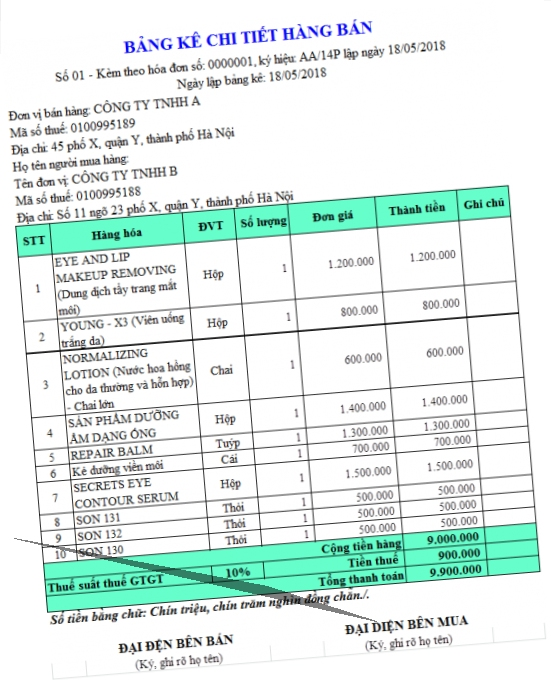 BẢNG KÊ CHI TIẾT HÀNG BÁN
Số 01 - Kèm theo hóa đơn số: 0000001, ký hiệu: AA/14P lập ngày 18/05/2018
Ngày lập bảng kê: 18/05/2018
Đơn vị bán hàng: CÔNG TY TNHH A
Mã số thuế: 0100995189
Địa chỉ: 45 phố X, quận Y, thành phố Hà Nội
Họ tên người mua hàng:
Tên đơn vị: CÔNG TY TNHH B
Mã số thuế: 0100995188
Địa chỉ: Số 11 ngõ 23 phố X, quận Y, thành phố Hà Nội
STT Hàng hóa ĐVT Số lượng Đơn giá Thành tiền Ghi chú
EYE AND LIP
MAKEUP REMOVING
1 (Dung dịch tẩy trang mắt Hộp 1 1.200.000 1.200.000
môi)
2 YOUNG - X3 (Viên uống Hộp 1 800.000 800.000
trắng da)
NORMALIZING
LOTION (Nước hoa hồng
3 cho da thường và hỗn hợp) Chai 1 600.000 600.000
- Chai lớn
4 SẢN PHẨM DƯỠNG Hộp 1 1.400.000 1.400.000
ẨM DẠNG ỐNG
5 REPAIR BALM Tuýp 1 1.300.000 1.300.000
6 Kẻ dưỡng viền môi Cái 1 700.000 700.000
7 SECRETS EYE Hộp 1 1.500.000 1.500.000
CONTOUR SERUM
8 SON 131 Thỏi 1 500.000 500.000
9 SON 132 Thỏi 1 500.000 500.000
10 SON 130 Thỏi 1 500.000 500.000
Cộng tiền hàng 9.000.000
Thuế suất thuế GTGT 10% Tiền thuế 900.000
Tổng thanh toán 9.900.000
Số tiền bằng chữ: Chín triệu, chín trăm nghìn đồng chẵn./.
ĐẠI ĐỆN BÊN BÁN ĐẠI DIỆN BÊN MUA
(Ký, ghi rõ họ tên) (Ký, ghi rõ họ tên)